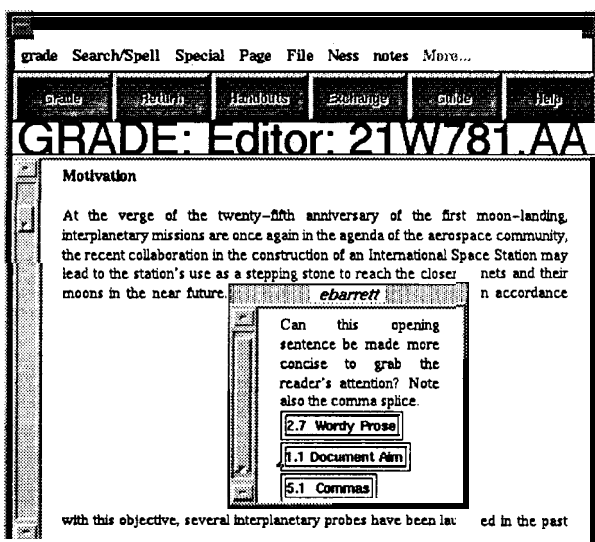 grade Search/Spell Special Page File Ness notes More...
Grade Return Handouts Exchange Guide Help
GRADE: Editor: 21W781.AA
Motivation
At the verge of the twenty-fifth anniversary of the first moon-landing,
interplanetary missions are once again in the agenda of the aerospace community,
the recent collaboration in the construction of an International Space Station may
lead to the station's use as a stepping stone to reach the closer nets and their
moons in the near future. n accordance
ebarrett
Can this opening
sentence be made more
concise to grab the
reader's attention? Note
also the comma splice.
2.7 Wordy Prose
1.1 Document Aim
5.1 Commas
with this objective, several interplanetary probes have been lau ed in the past